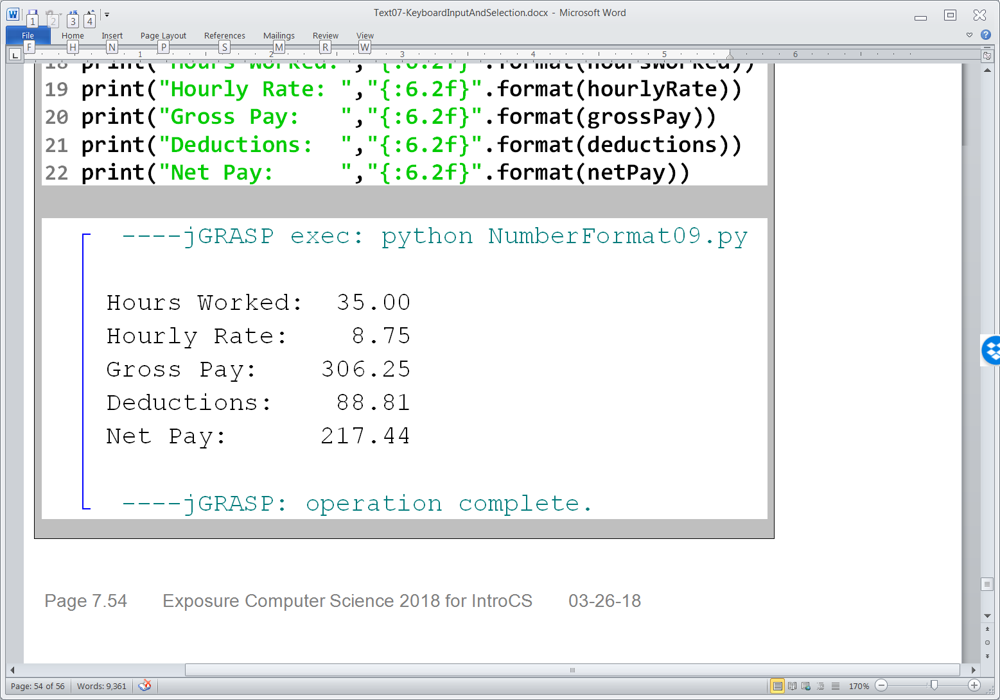 Text07-KeyboardInputAndSelection.docx - Microsoft Word
1 2 3 4
File Home Insert Page Layout References Mailings Review View
F H N P S M R W
L 1 2 3 4 5 6
18 print("Hours Worked: ","{:6.2f}".format(hoursWorked))
19 print("Hourly Rate: ","{:6.2f}".format(hourlyRate))
20 print("Gross Pay:   ","{:6.2f}".format(grossPay))
21 print("Deductions:  ","{:6.2f}".format(deductions))
22 print("Net Pay:     ","{:6.2f}".format(netPay))
----jGRASP exec: python NumberFormat09.py
Hours Worked:  35.00
Hourly Rate:    8.75
Gross Pay:    306.25
Deductions:    88.81
Net Pay:      217.44
----jGRASP: operation complete.
Page 7.54 Exposure Computer Science 2018 for IntroCS 03-26-18
Page: 54 of 56 Words: 9,361 170%